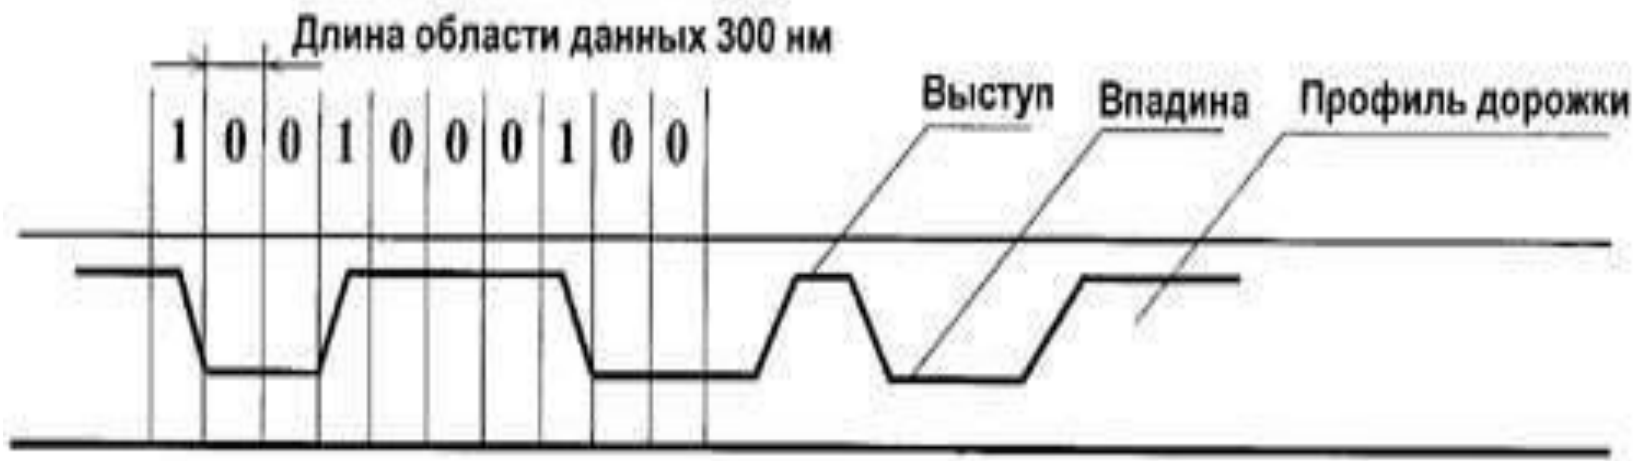 Длина области данных 300 нм
Выступ Впадина Профиль дорожки
1 0 0 1 0 0 0 1 0 0